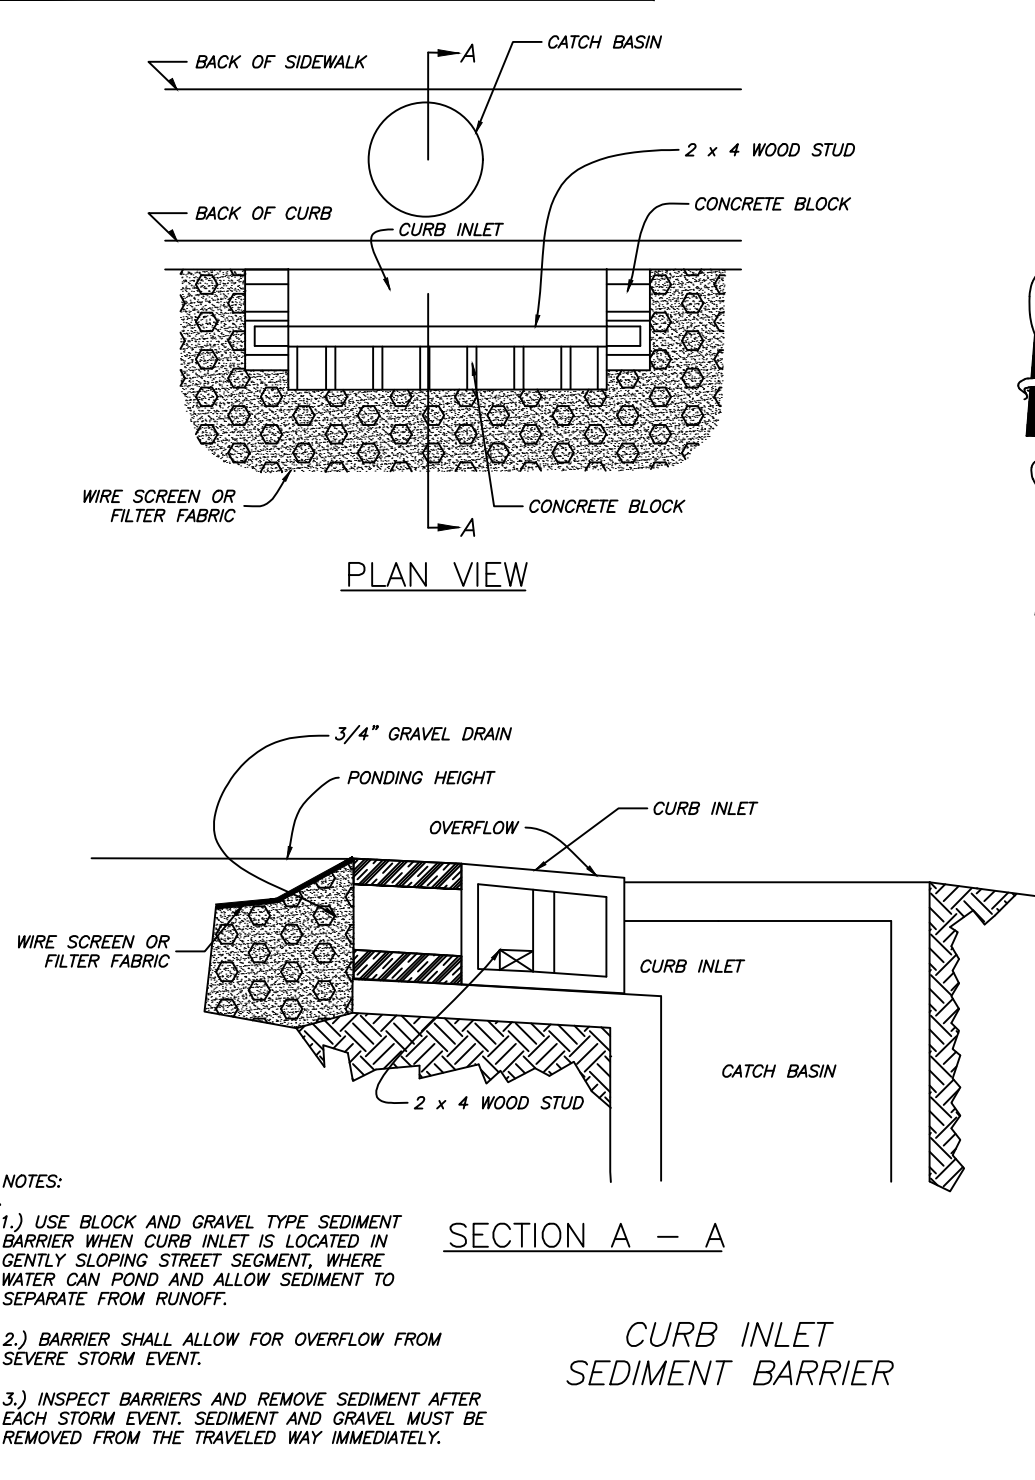 A
CATCH BASIN
BACK OF SIDEWALK
2 x 4 WOOD STUD
CONCRETE BLOCK
BACK OF CURB
CURB INLET
WIRE SCREEN OR
FILTER FABRIC
CONCRETE BLOCK
A
PLAN VIEW
3/4" GRAVEL DRAIN
PONDING HEIGHT
CURB INLET
OVERFLOW
WIRE SCREEN OR
FILTER FABRIC
CURB INLET
CATCH BASIN
2 x 4 WOOD STUD
NOTES:
1.) USE BLOCK AND GRAVEL TYPE SEDIMENT
BARRIER WHEN CURB INLET IS LOCATED IN
GENTLY SLOPING STREET SEGMENT, WHERE
WATER CAN POND AND ALLOW SEDIMENT TO
SEPARATE FROM RUNOFF.
2.) BARRIER SHALL ALLOW FOR OVERFLOW FROM
SEVERE STORM EVENT.
3.) INSPECT BARRIERS AND REMOVE SEDIMENT AFTER
EACH STORM EVENT. SEDIMENT AND GRAVEL MUST BE
REMOVED FROM THE TRAVELED WAY IMMEDIATELY.
SECTION A - A
CURB INLET
SEDIMENT BARRIER